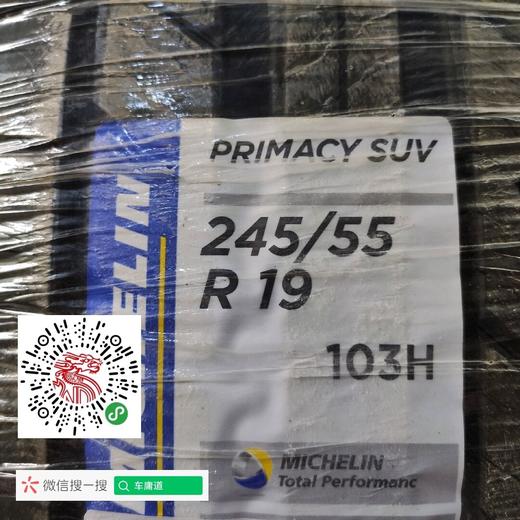 MICHELIN
PRIMACY SUV
245/55
R 19
103H
MICHELIN
Total Performanc
微信搜一搜
车庸道